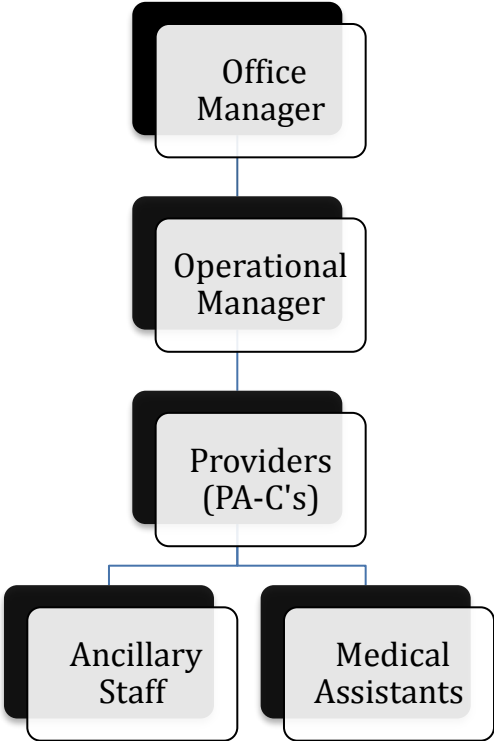 Office
Manager
Operational
Manager
Providers
(PA-C's)
Ancillary
Staff
Medical
Assistants